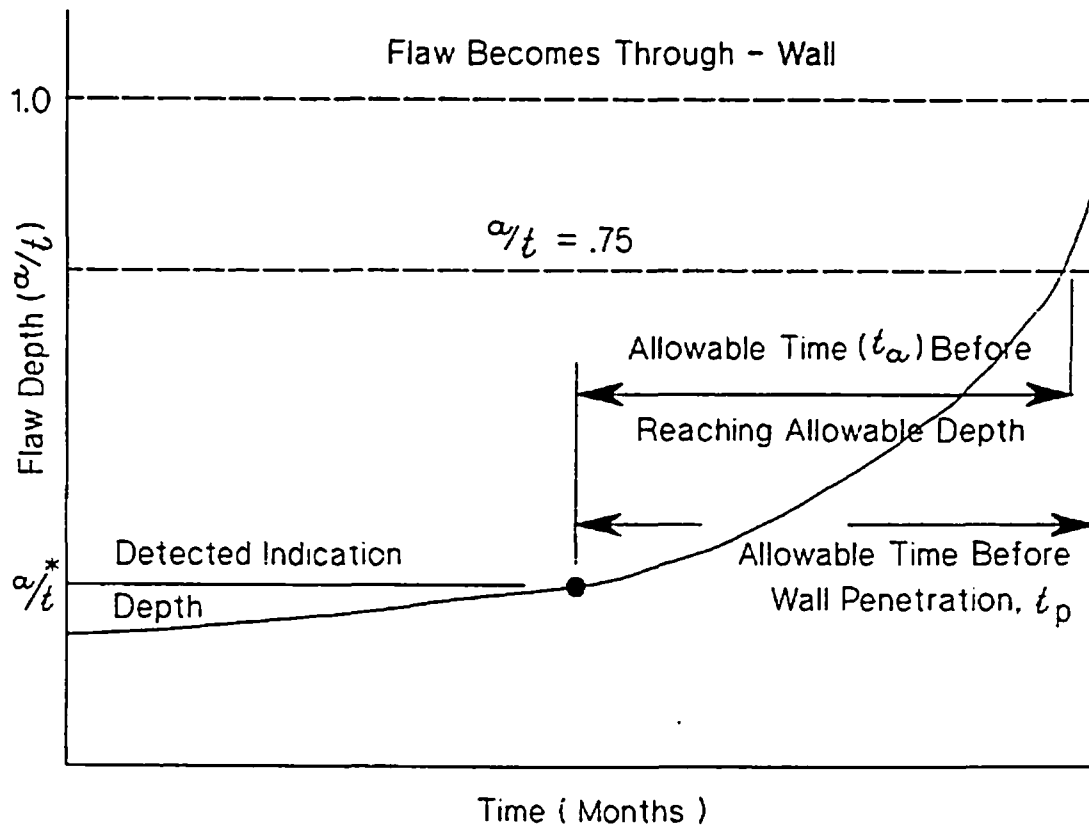 Flaw Becomes Through - Wall
1.0
a/t = .75
Flaw Depth (a/t)
Allowable Time (tₐ) Before
Reaching Allowable Depth
Detected Indication
Depth
a/t*
Allowable Time Before
Wall Penetration, tₚ
Time ( Months )